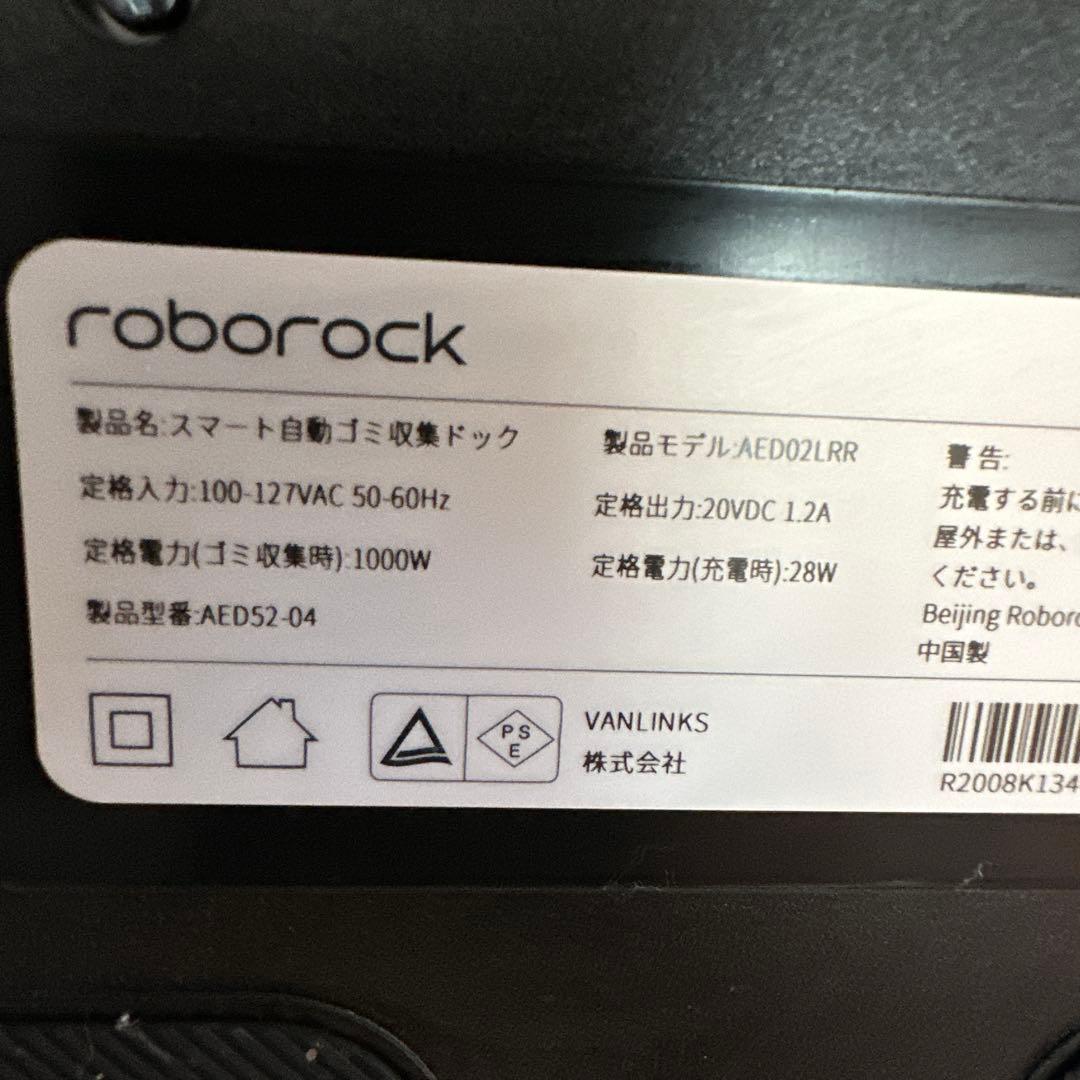 roborock
製品名:スマート自動ゴミ収集ドック
製品モデル:AED02LRR
定格入力:100-127VAC 50-60Hz
定格出力:20VDC 1.2A
定格電力(ゴミ収集時):1000W
定格電力(充電時):28W
製品型番:AED52-04
警告:
充電する前に
屋外または、
ください。
Beijing Roboro
中国製
PSE
VANLINKS
株式会社
R2008K134